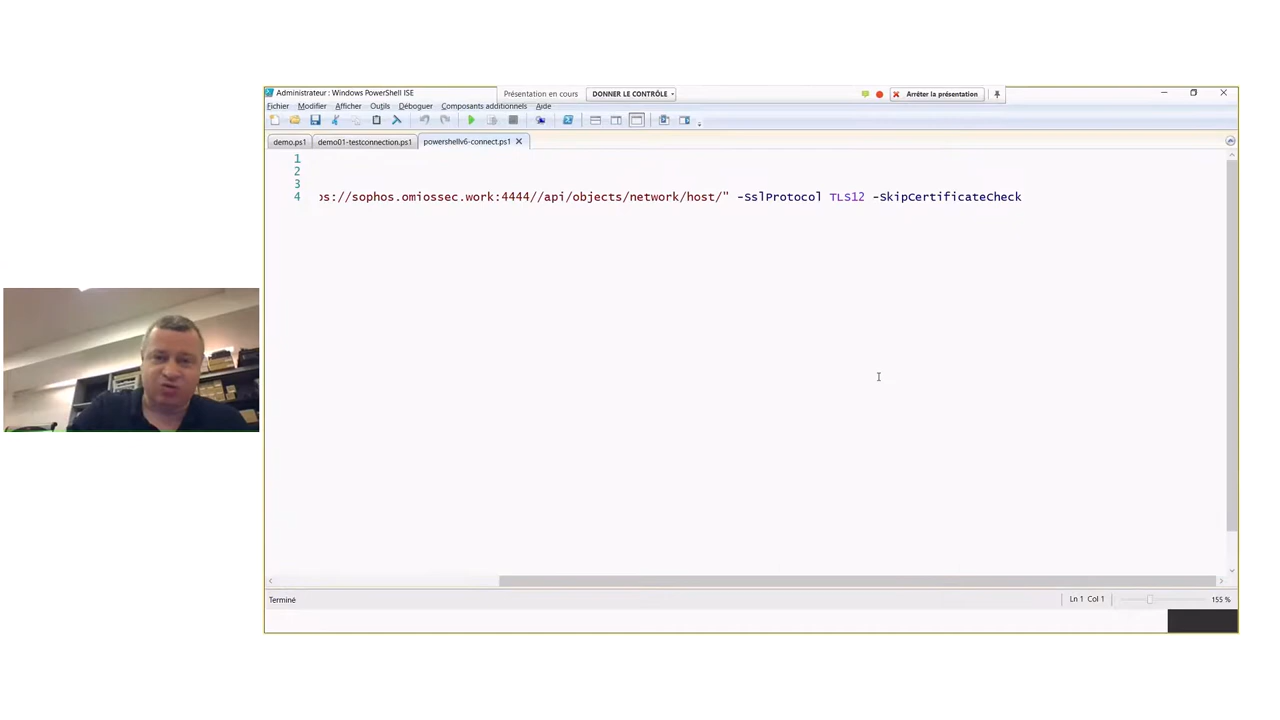 Administrateur : Windows PowerShell ISE
Présentation en cours
DONNER LE CONTRÔLE
Arrêter la présentation
Fichier Modifier Afficher Outils Déboguer Composants additionnels Aide
demo.ps1 demo01-testconnection.ps1 powershellv6-connect.ps1
1
2
3
4 ps://sophos.omiossec.work:4444//api/objects/network/host/" -SslProtocol TLS12 -SkipCertificateCheck
Terminé Ln 1 Col 1 155 %